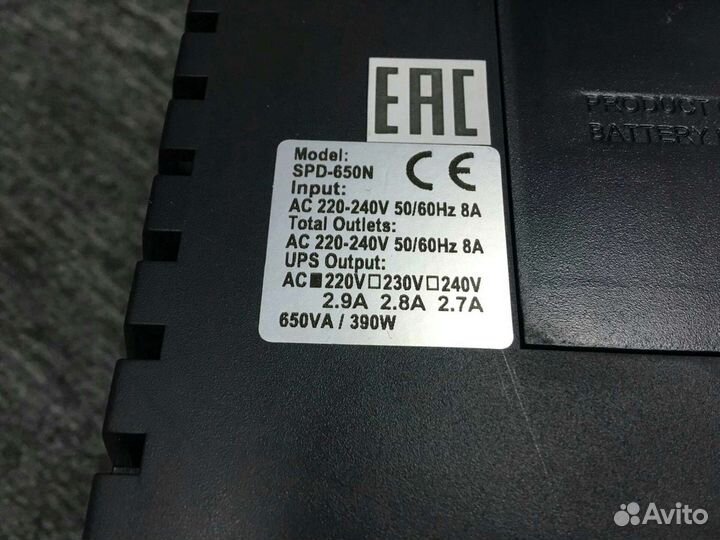 EAC
PRODUCT
BATTERY
Model:
SPD-650N
CE
Input:
AC 220-240V 50/60Hz 8A
Total Outlets:
AC 220-240V 50/60Hz 8A
UPS Output:
AC■220V□230V□240V
2.9A 2.8A 2.7A
650VA / 390W
Avito